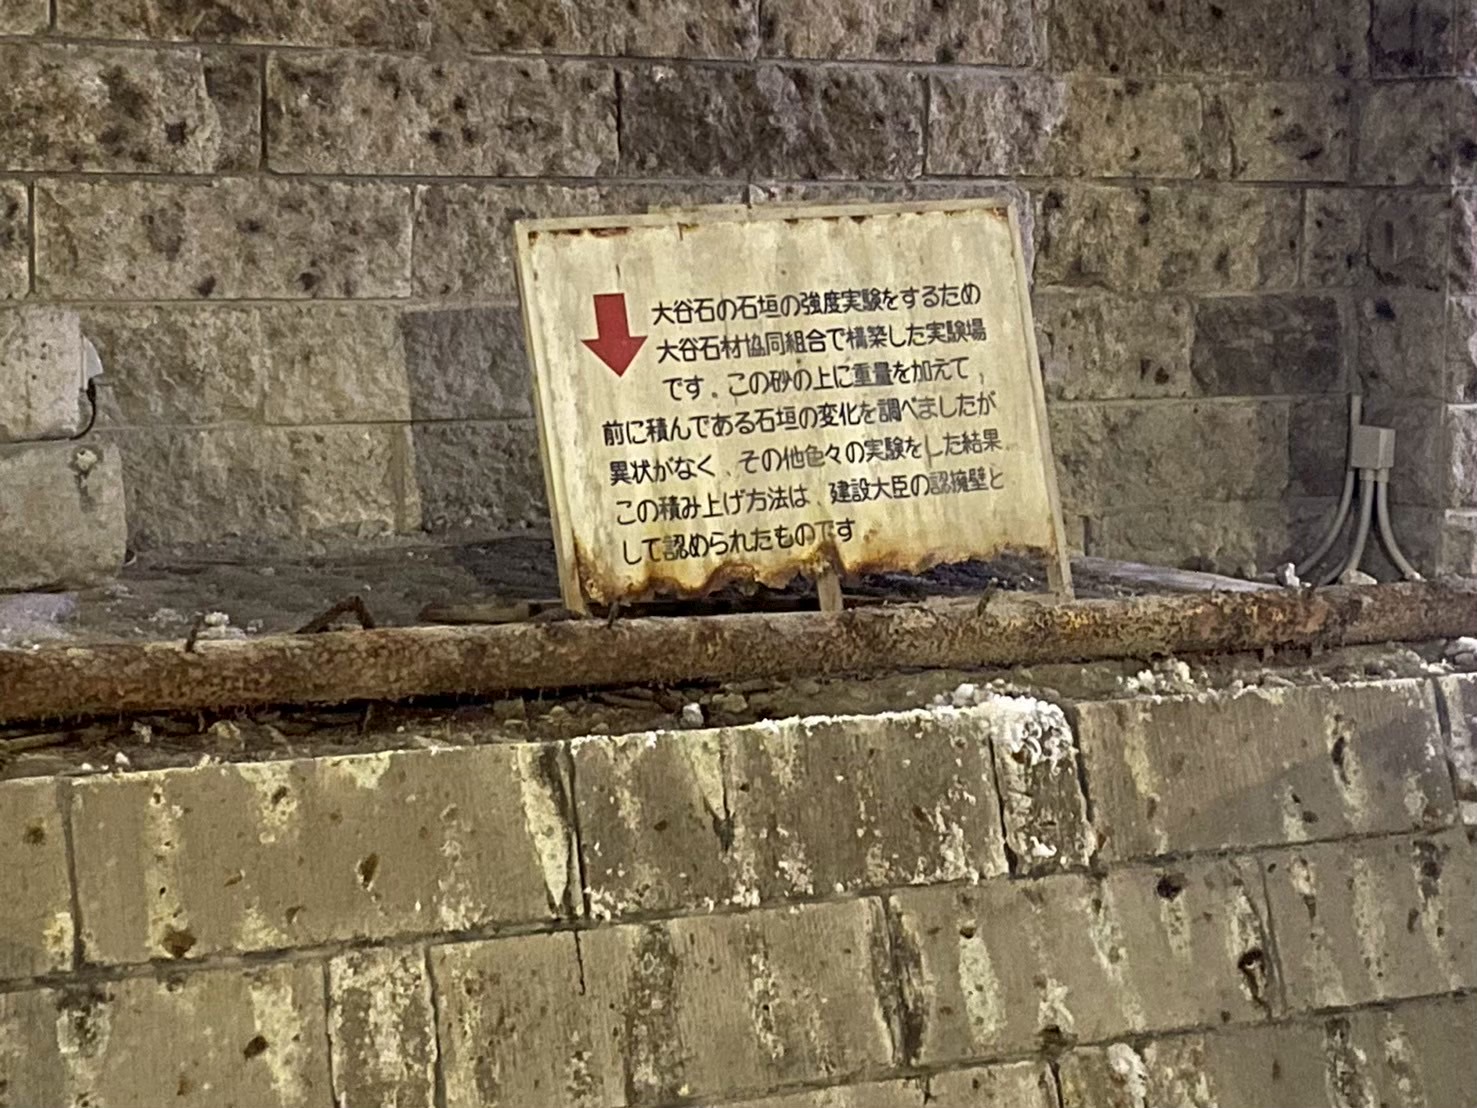 大谷石の石垣の強度実験をするため
大谷石材協同組合で構築した実験場
です。この砂の上に重量を加えて,
前に積んである石垣の変化を調べましたが
異状がなく、その他色々の実験をした結果
この積み上げ方法は、建設大臣の認擁壁と
して認められたものです